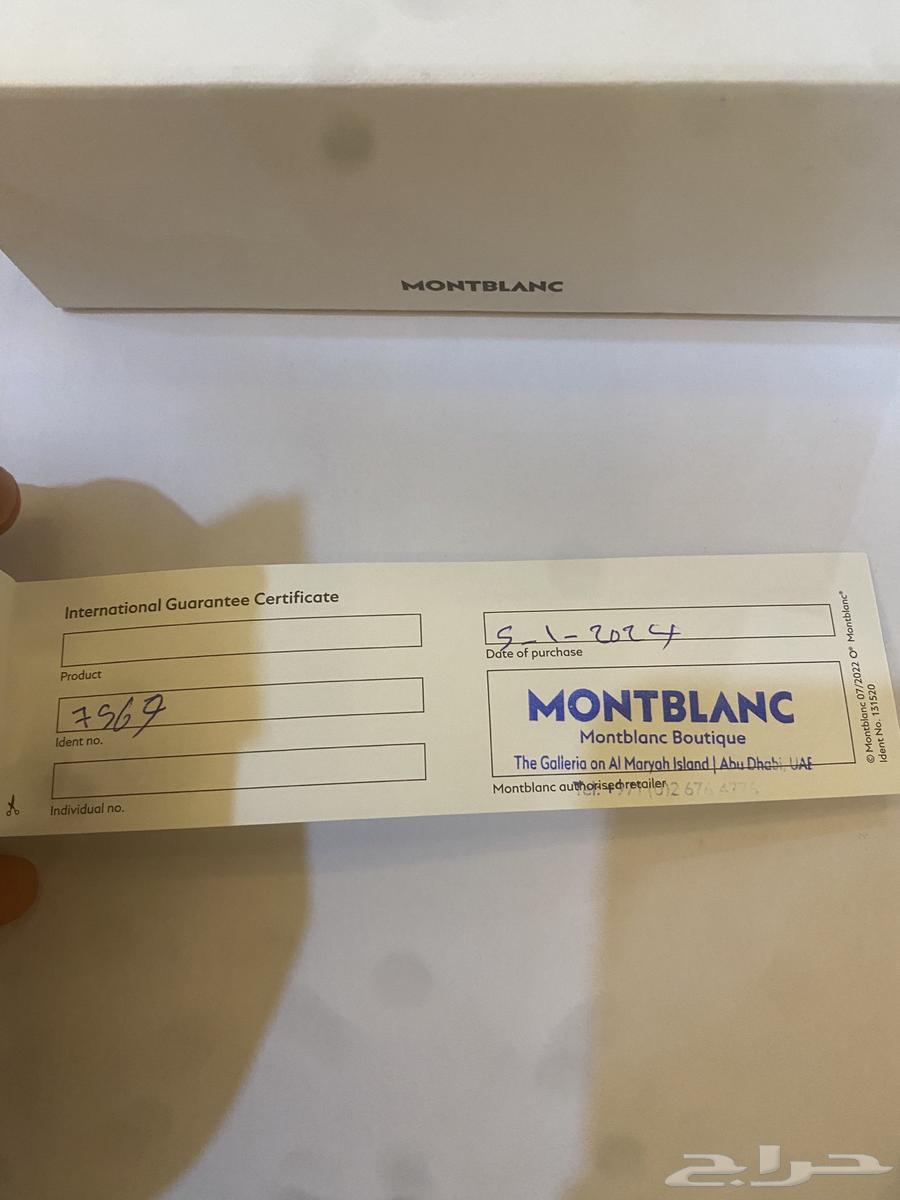 MONTBLANC
International Guarantee Certificate
Product
7569
Ident no.
Individual no.
5-1-2024
Date of purchase
MONTBLANC
Montblanc Boutique
The Galleria on Al Maryah Island | Abu Dhabi, UAE
Montblanc authorised retailer
© Montblanc 07/2022 O® Montblanc®
Ident No. 131520
حراج